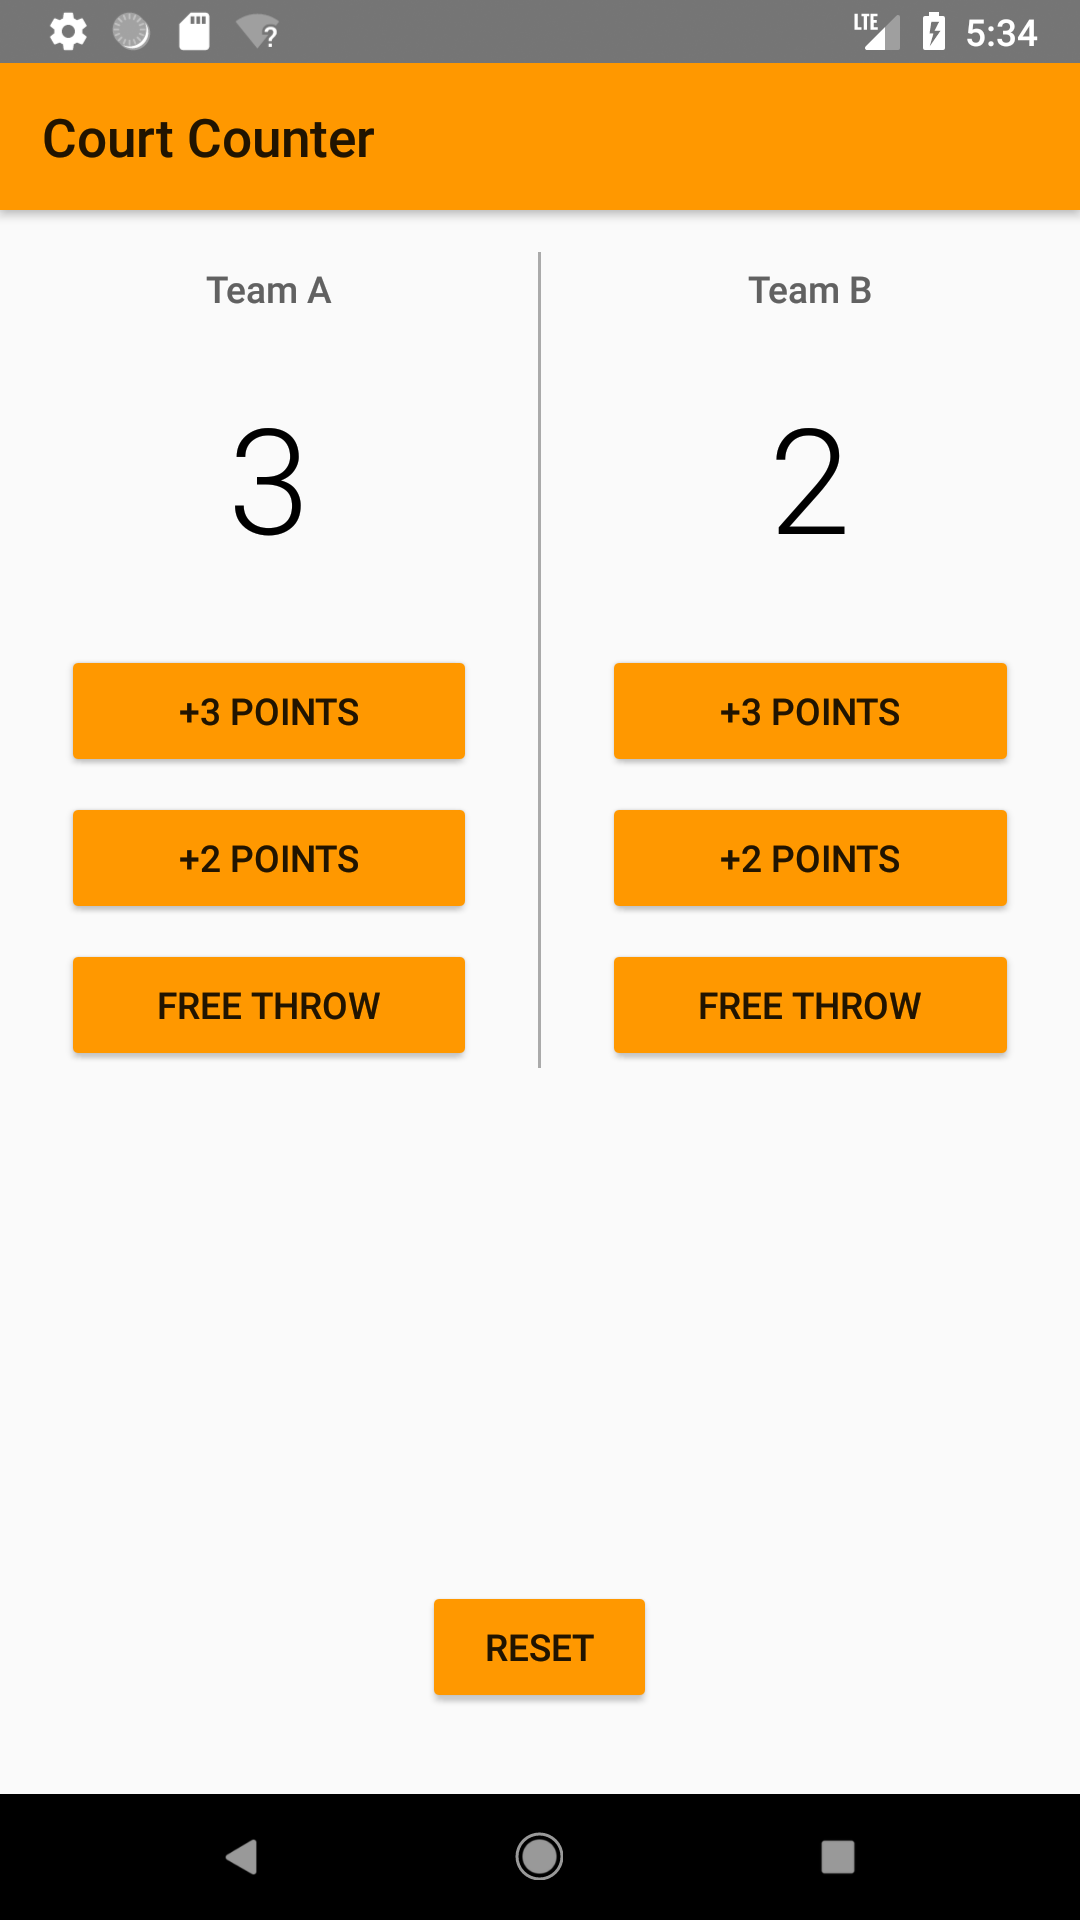 LTE 5:34
Court Counter
Team A Team B
3 2
+3 POINTS +3 POINTS
+2 POINTS +2 POINTS
FREE THROW FREE THROW
RESET